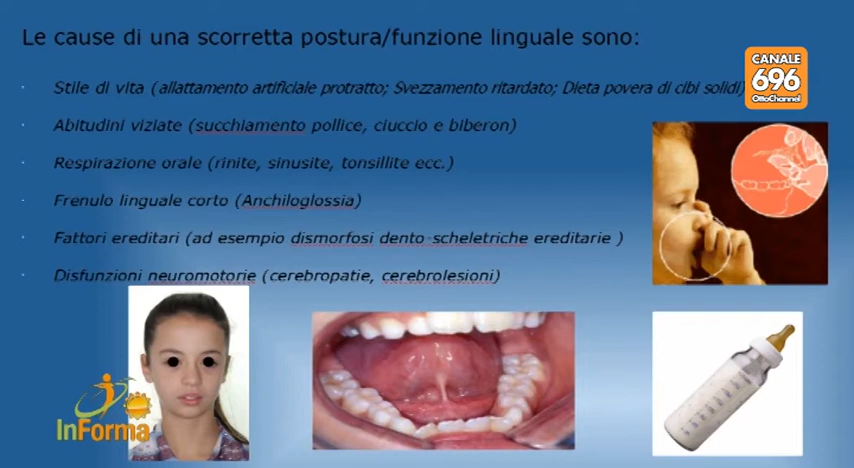 Le cause di una scorretta postura/funzione linguale sono:
CANALE
696
OttoChannel
· Stile di vita (allattamento artificiale protratto; Svezzamento ritardato; Dieta povera di cibi solidi)
· Abitudini viziate (succhiamento pollice, ciuccio e biberon)
· Respirazione orale (rinite, sinusite, tonsillite ecc.)
· Frenulo linguale corto (Anchiloglossia)
· Fattori ereditari (ad esempio dismorfosi dento-scheletriche ereditarie )
· Disfunzioni neuromotorie (cerebropatie, cerebrolesioni)
InForma